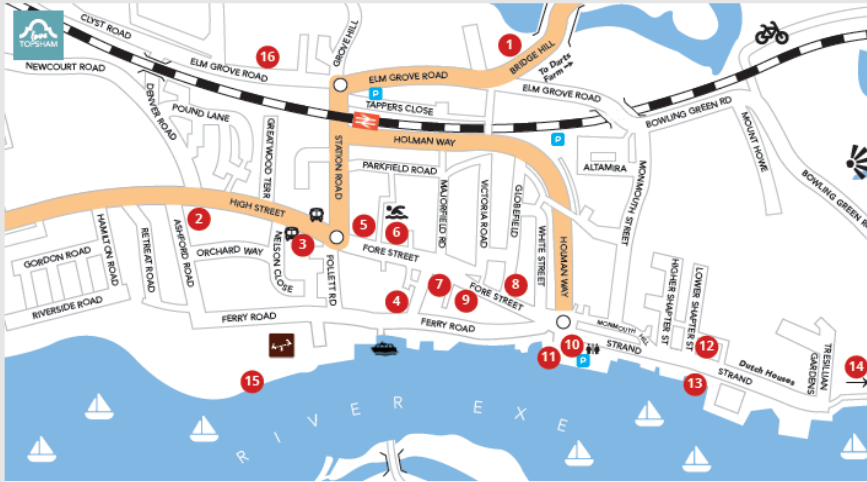 love
TOPSHAM
CLYST ROAD
NEWCOURT ROAD
16
ELM GROVE ROAD
GROVE HILL
1
BRIDGE HILL
ELM GROVE ROAD
To Darts
Farm
P
TAPPERS CLOSE
ELM GROVE ROAD
BOWLING GREEN RD
MOUNT HOWE
BOWLING GREEN R
DENVER ROAD
POUND LANE
GREATWOOD TERR
STATION ROAD
HOLMAN WAY
P
PARKFIELD ROAD
ALTAMIRA
MONMOUTH STREET
MAJORFIELD RD
VICTORIA ROAD
GLOBEFIELD
WHITE STREET
HOLMAN WAY
HIGH STREET
2
3
5
6
FORE STREET
HAMILTON ROAD
RETREAT ROAD
ASHFORD ROAD
ORCHARD WAY
NELSON CLOSE
FOLLETT RD
GORDON ROAD
RIVERSIDE ROAD
FERRY ROAD
4
7
9
FORE STREET
8
FERRY ROAD
HIGHER SHAPTER ST
LOWER SHAPTER ST
MONMOUTH HILL
10
11
P
STRAND
12
13
STRAND
Dutch Houses
TRESILLIAN
GARDENS
14
15
RIVER EXE